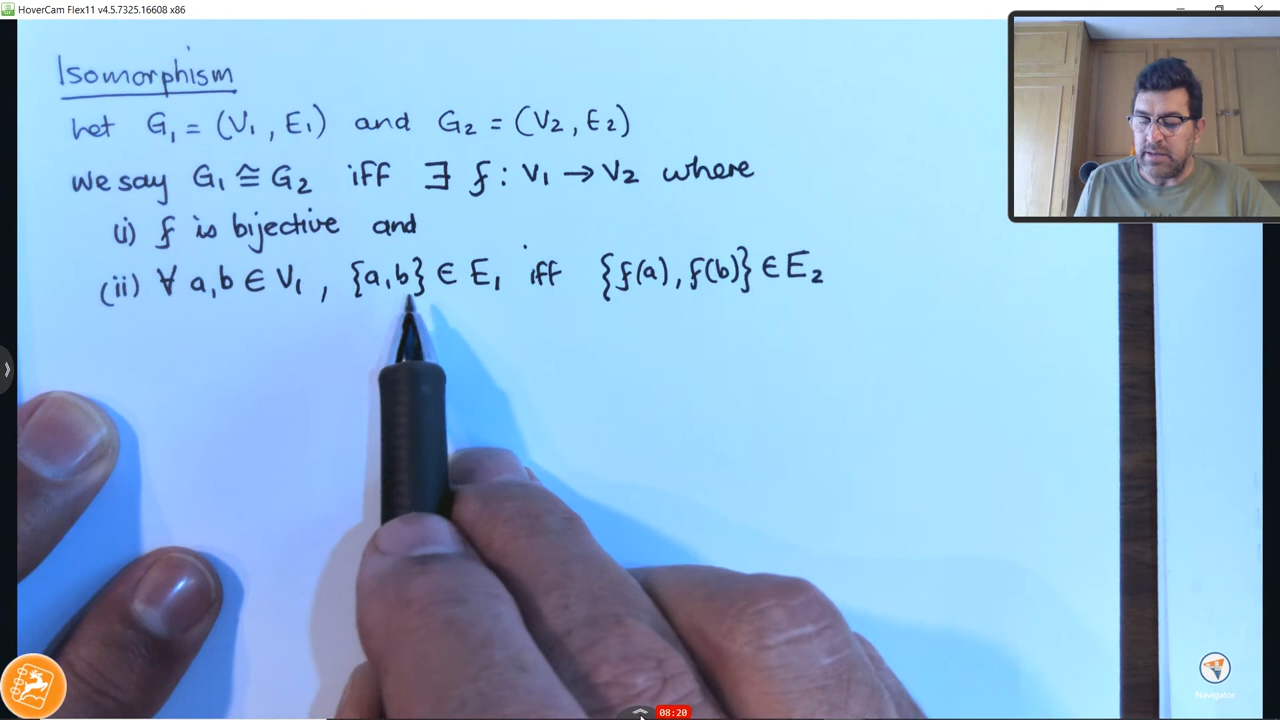 HoverCam Flex11 v4.5.7325.16608 x86
Isomorphism
Let G₁ = (V₁, E₁) and G₂ = (V₂, E₂)
We say G₁ ≅ G₂ iff ∃ f : V₁ → V₂ where
(i) f is bijective and
(ii) ∀ a,b ∈ V₁, {a,b} ∈ E₁ iff {f(a), f(b)} ∈ E₂
Navigator
08:20